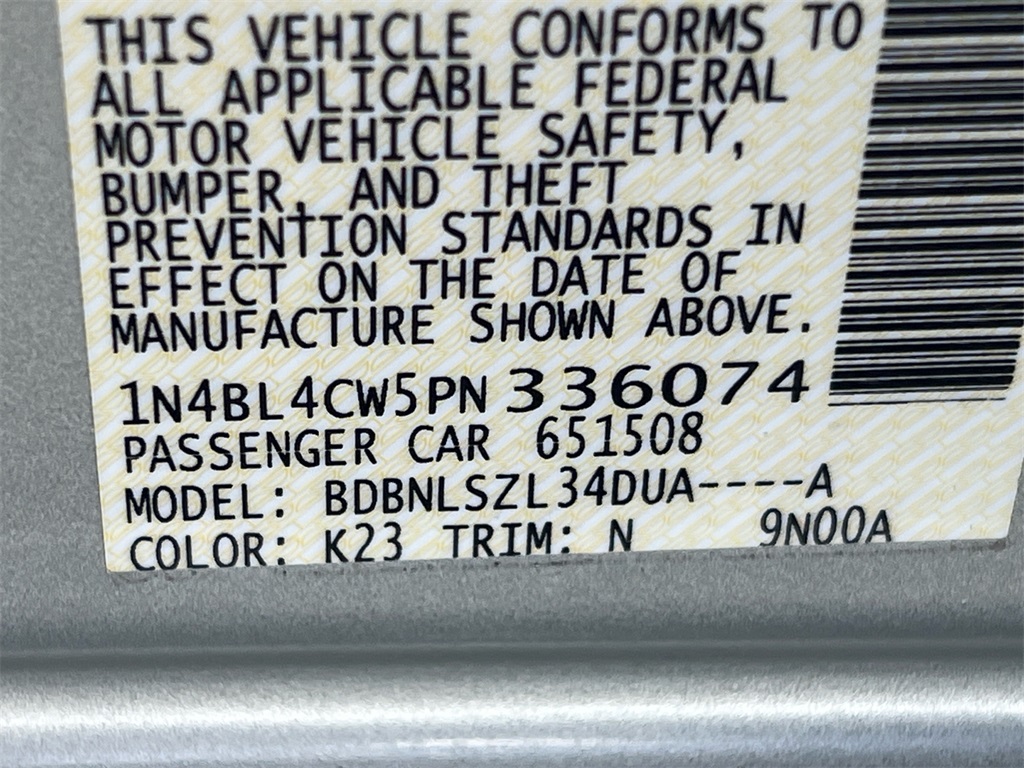 THIS VEHICLE CONFORMS TO
ALL APPLICABLE FEDERAL
MOTOR VEHICLE SAFETY,
BUMPER, AND THEFT
PREVENTION STANDARDS IN
EFFECT ON THE DATE OF
MANUFACTURE SHOWN ABOVE.
1N4BL4CW5PN336074
PASSENGER CAR 651508
MODEL: BDBNLSZL34DUA----A
COLOR: K23 TRIM: N 9N00A